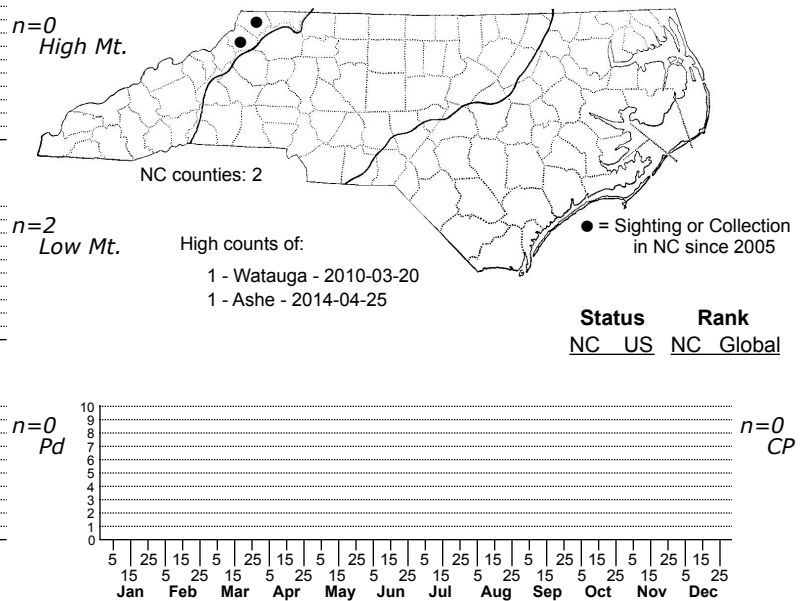 n=0
High Mt.
NC counties: 2
n=2
Low Mt.
High counts of:
1 - Watauga - 2010-03-20
1 - Ashe - 2014-04-25
● = Sighting or Collection
in NC since 2005
Status Rank
NC US NC Global
n=0
Pd
10
9
8
7
6
5
4
3
2
1
0
n=0
CP
5 25 15 5 25 15 5 25 15 5 25 15 5 25 15 5 25 15
15 5 25 15 5 25 15 5 25 15 5 25 15 5 25 15 5 25
Jan Feb Mar Apr May Jun Jul Aug Sep Oct Nov Dec